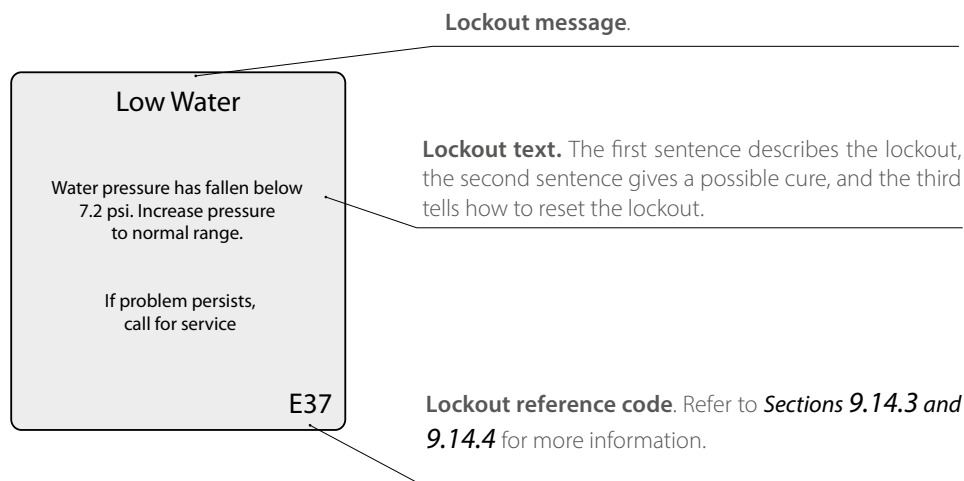 Lockout message.
Low Water
Water pressure has fallen below
7.2 psi. Increase pressure
to normal range.
If problem persists,
call for service
E37
Lockout text. The first sentence describes the lockout,
the second sentence gives a possible cure, and the third
tells how to reset the lockout.
Lockout reference code. Refer to Sections 9.14.3 and
9.14.4 for more information.